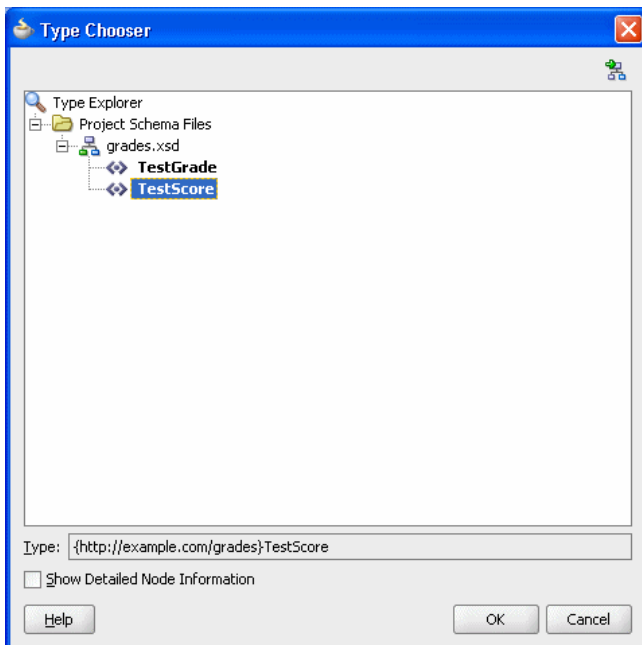 Type Chooser
Type Explorer
Project Schema Files
grades.xsd
TestGrade
TestScore
Type: {http://example.com/grades}TestScore
Show Detailed Node Information
Help OK Cancel